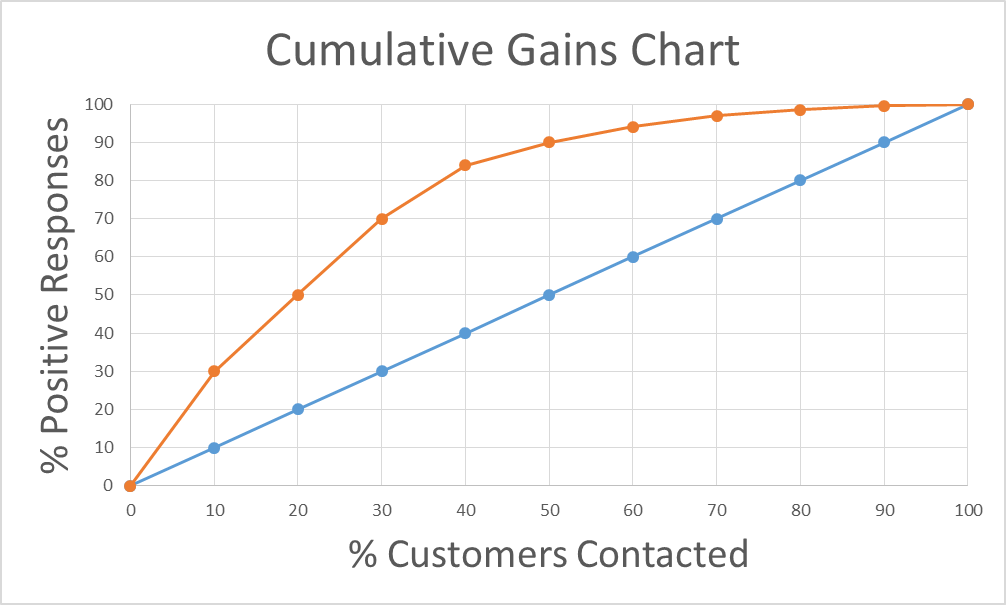 Cumulative Gains Chart
% Positive Responses
100
90
80
70
60
50
40
30
20
10
0
0 10 20 30 40 50 60 70 80 90 100
% Customers Contacted